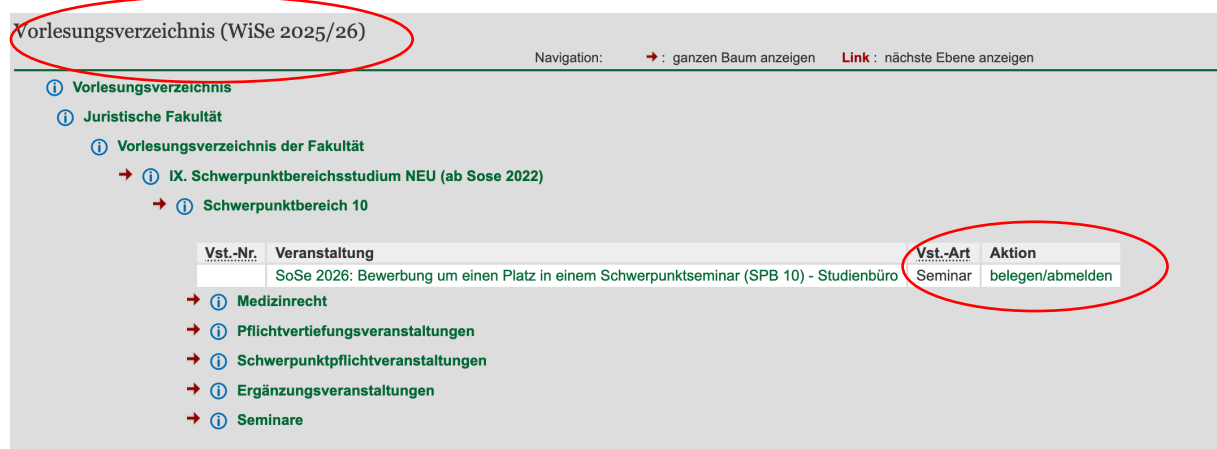 Vorlesungsverzeichnis (WiSe 2025/26)
Navigation: : ganzen Baum anzeigen Link : nächste Ebene anzeigen
Vorlesungsverzeichnis
Juristische Fakultät
Vorlesungsverzeichnis der Fakultät
IX. Schwerpunktbereichsstudium NEU (ab Sose 2022)
Schwerpunktbereich 10
Vst.-Nr. Veranstaltung Vst.-Art Aktion
SoSe 2026: Bewerbung um einen Platz in einem Schwerpunktseminar (SPB 10) - Studienbüro Seminar belegen/abmelden
Medizinrecht
Pflichtvertiefungsveranstaltungen
Schwerpunktpflichtveranstaltungen
Ergänzungsveranstaltungen
Seminare